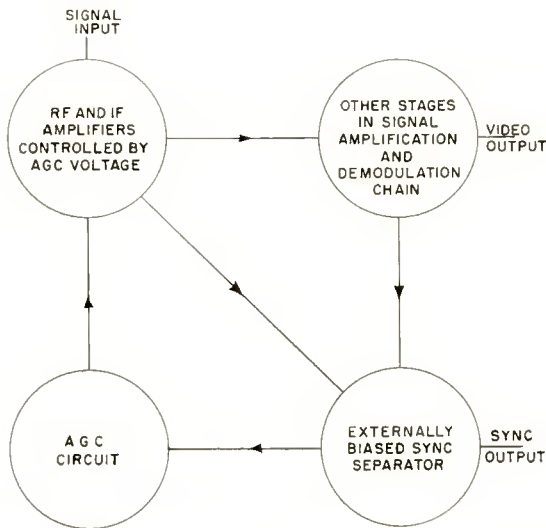 SIGNAL
INPUT
RF AND IF
AMPLIFIERS
CONTROLLED BY
AGC VOLTAGE
OTHER STAGES
IN SIGNAL
AMPLIFICATION
AND
DEMODULATION
CHAIN
VIDEO
OUTPUT
A G C
CIRCUIT
EXTERNALLY
BIASED SYNC
SEPARATOR
SYNC
OUTPUT